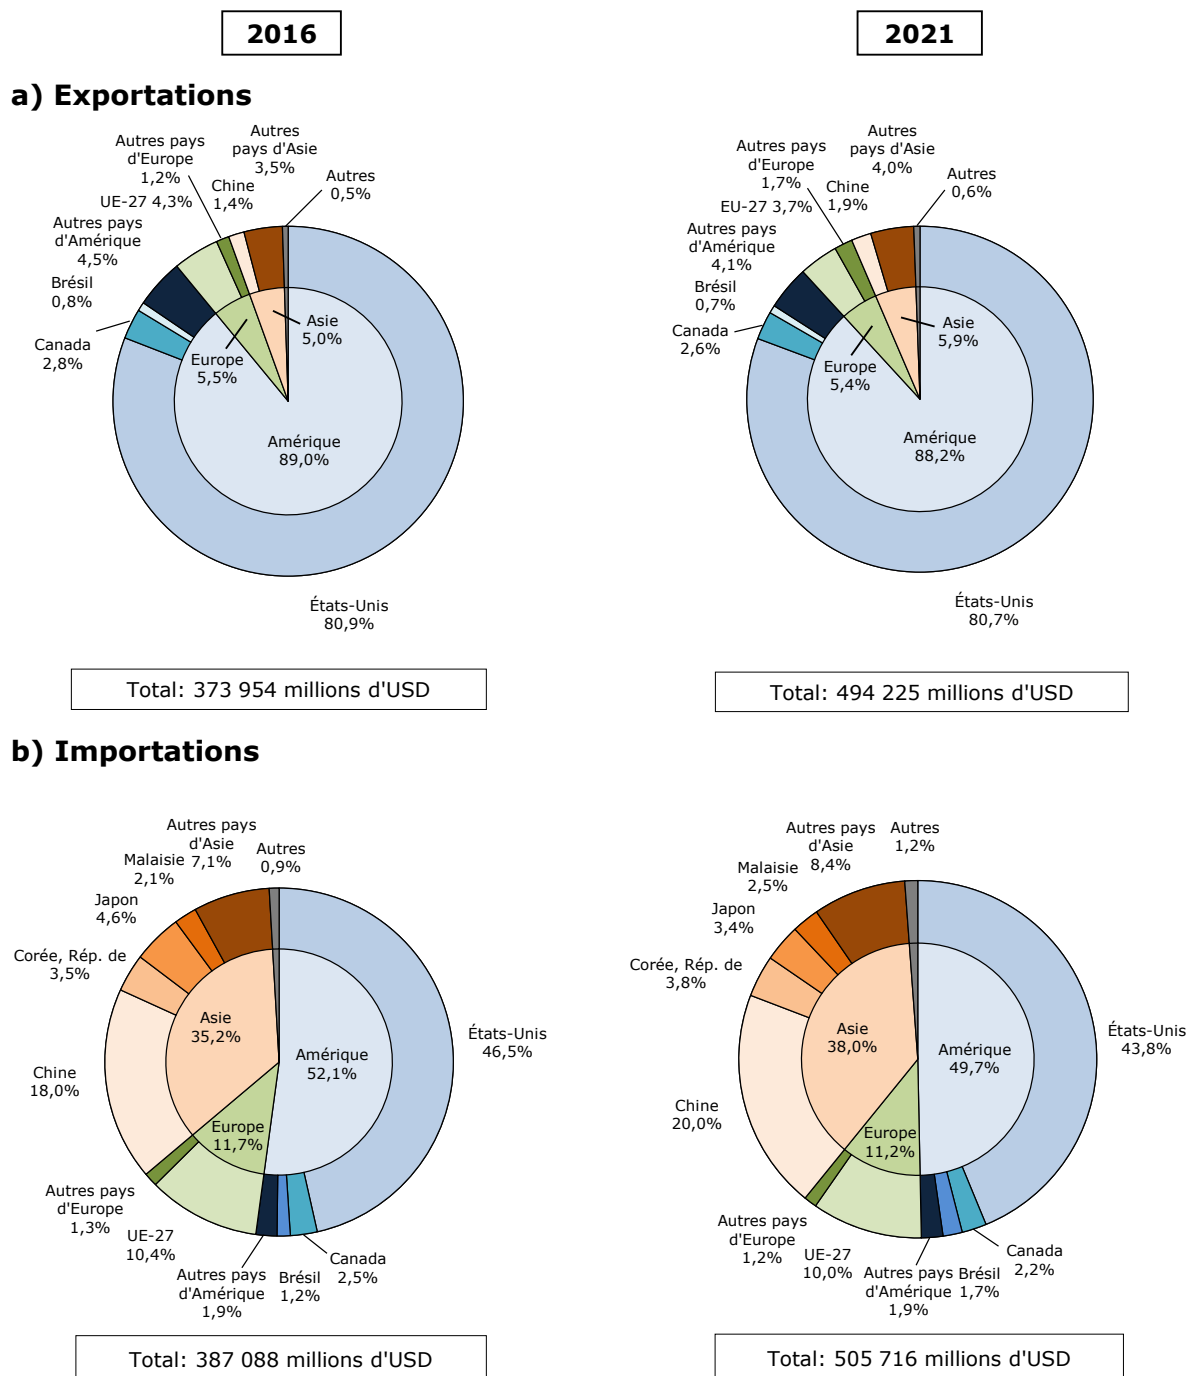 2016
2021
a) Exportations
Autres pays
d'Europe
1,2%
Autres
pays d'Asie
3,5%
Chine
1,4%
Autres
0,5%
UE-27 4,3%
Autres pays
d'Amérique
4,5%
Brésil
0,8%
Canada
2,8%
Europe
5,5%
Asie
5,0%
Amérique
89,0%
États-Unis
80,9%
Total: 373 954 millions d'USD
Autres pays
d'Europe
1,7%
Autres
pays d'Asie
4,0%
Chine
1,9%
Autres
0,6%
EU-27 3,7%
Autres pays
d'Amérique
4,1%
Brésil
0,7%
Canada
2,6%
Europe
5,4%
Asie
5,9%
Amérique
88,2%
États-Unis
80,7%
Total: 494 225 millions d'USD
b) Importations
Autres pays
d'Asie
7,1%
Autres
0,9%
Malaisie
2,1%
Japon
4,6%
Corée, Rép. de
3,5%
Asie
35,2%
Amérique
52,1%
États-Unis
46,5%
Chine
18,0%
Europe
11,7%
Autres pays
d'Europe
1,3%
UE-27
10,4%
Autres pays
d'Amérique
1,9%
Brésil
1,2%
Canada
2,5%
Total: 387 088 millions d'USD
Autres pays
d'Asie
8,4%
Autres
1,2%
Malaisie
2,5%
Japon
3,4%
Corée, Rép. de
3,8%
Asie
38,0%
Amérique
49,7%
États-Unis
43,8%
Chine
20,0%
Europe
11,2%
Autres pays
d'Europe
1,2%
UE-27
10,0%
Autres pays
d'Amérique
1,9%
Brésil
1,7%
Canada
2,2%
Total: 505 716 millions d'USD